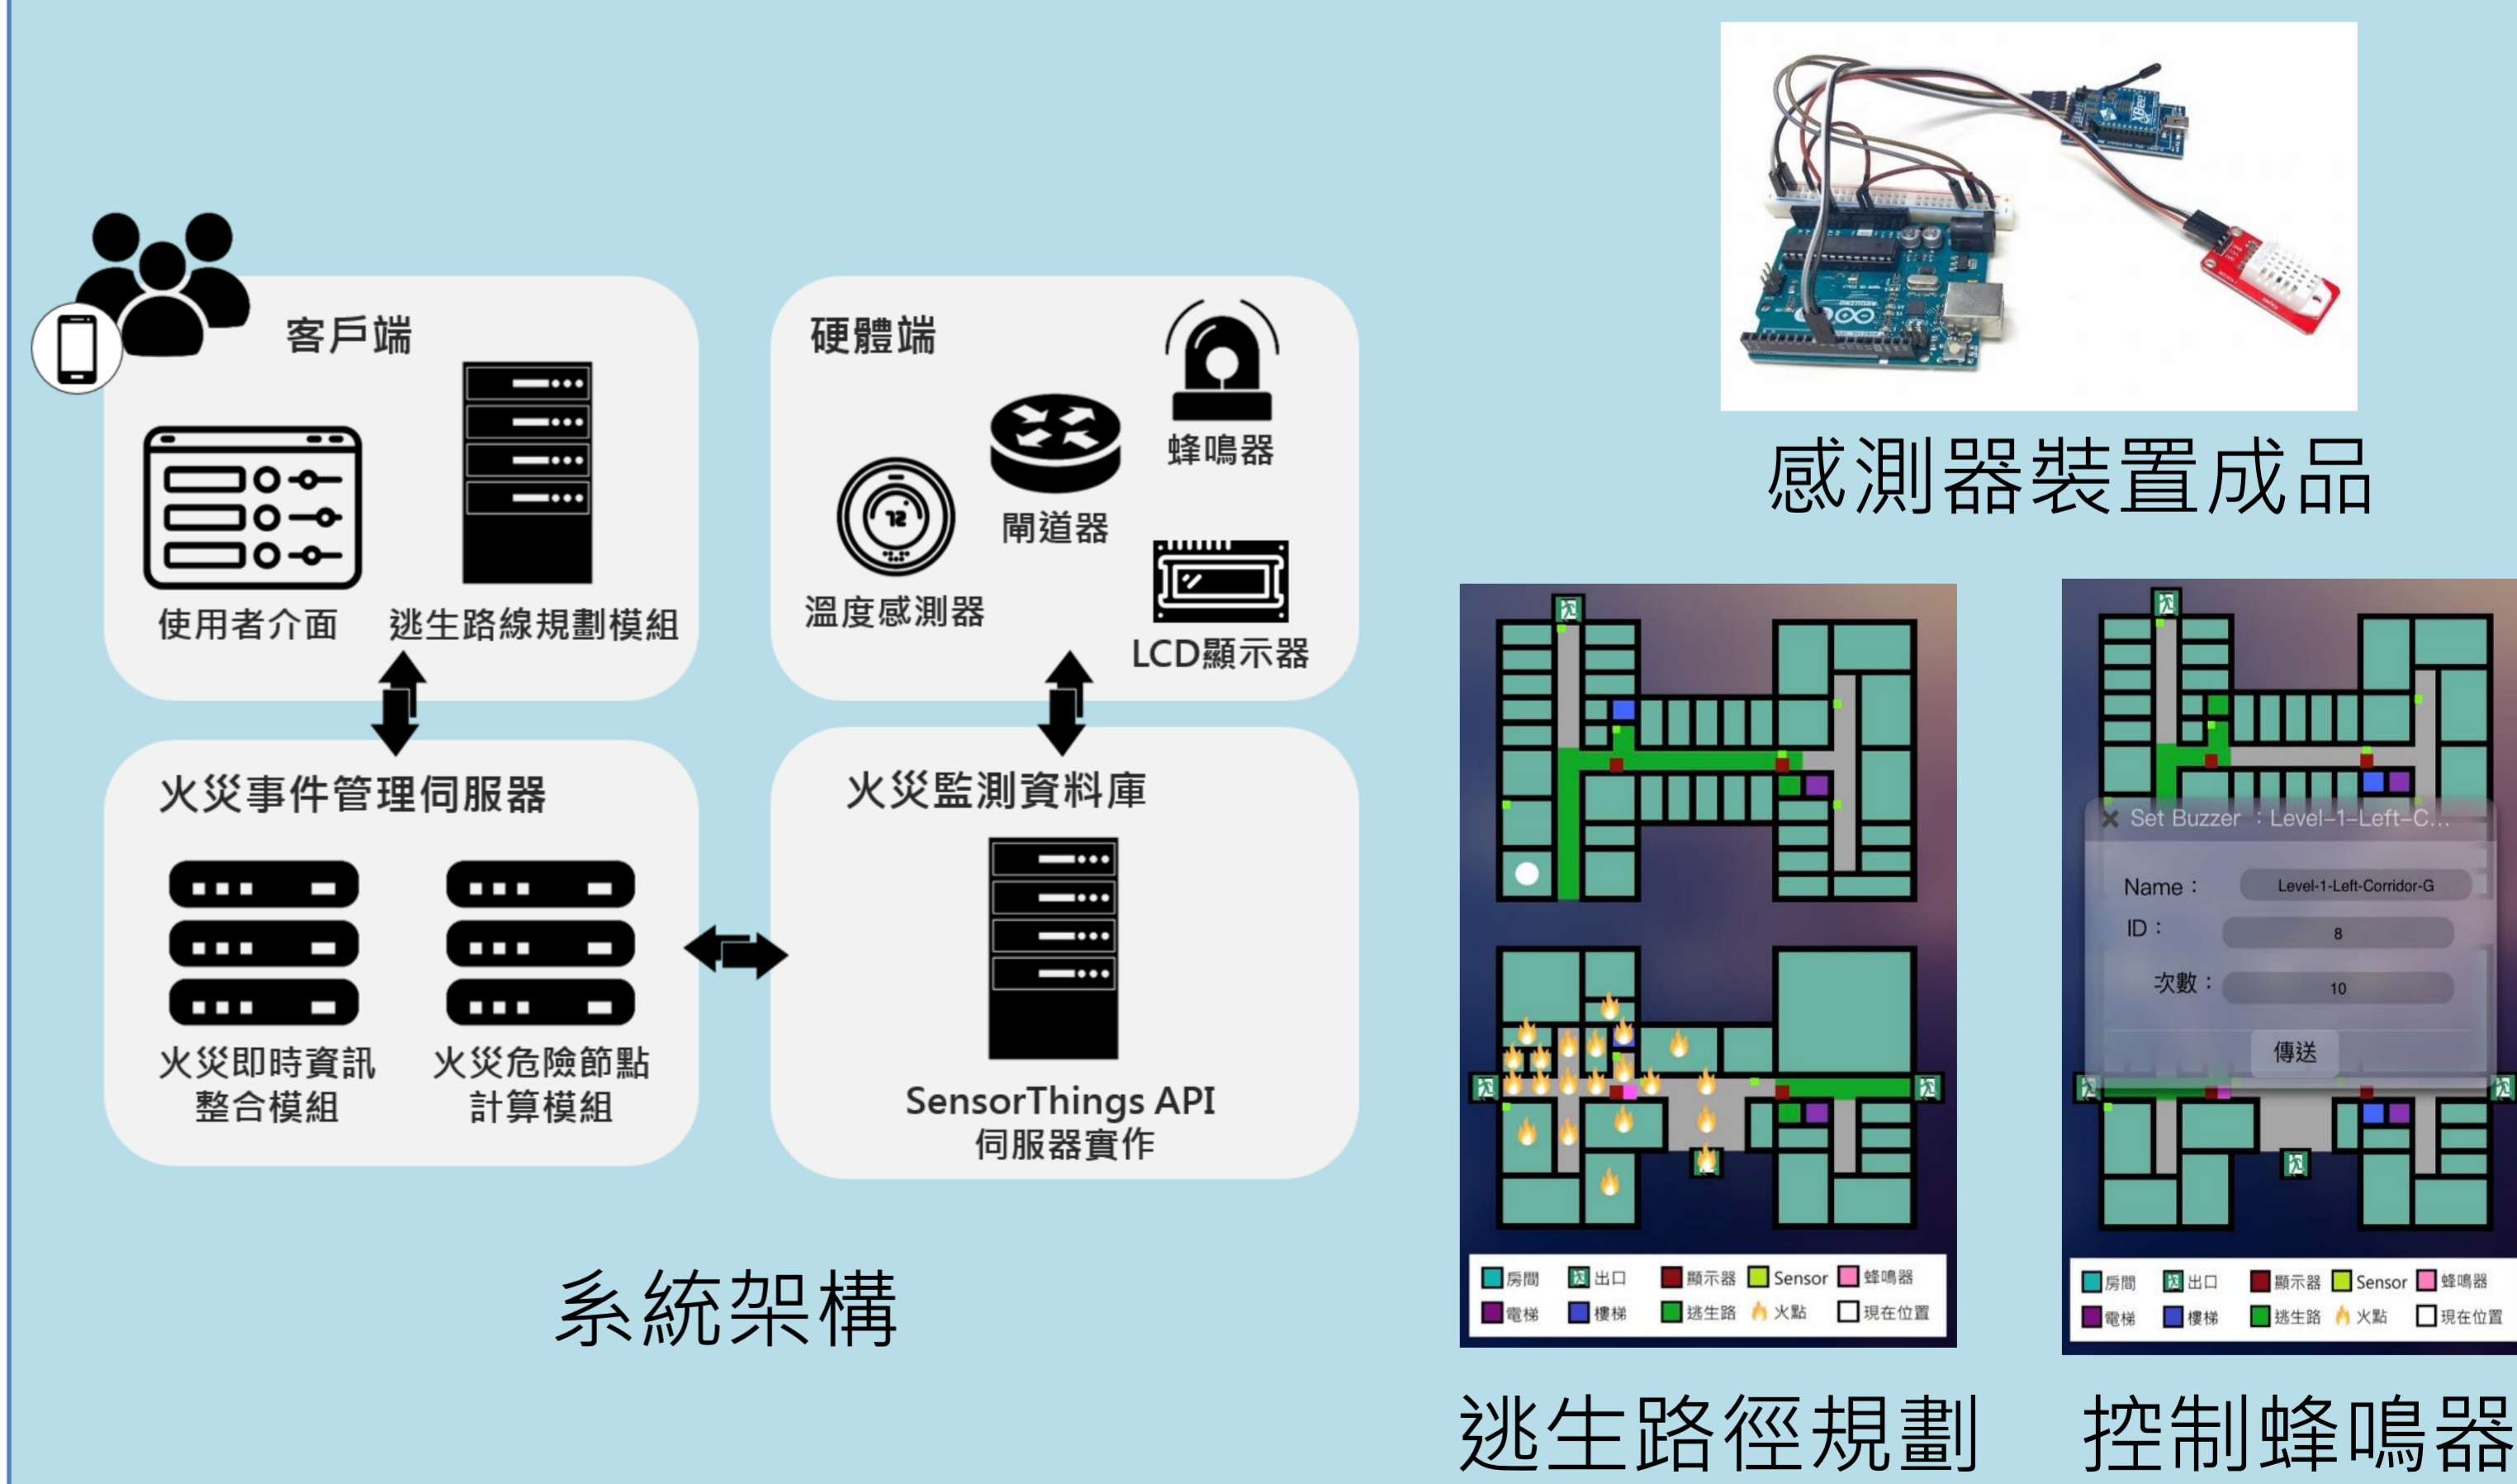 客戶端
使用者介面
逃生路線規劃模組
硬體端
蜂鳴器
閘道器
溫度感測器
LCD顯示器
火災事件管理伺服器
火災即時資訊
整合模組
火災危險節點
計算模組
火災監測資料庫
SensorThings API
伺服器實作
系統架構
XBee
ARDUINO
感測器裝置成品
房間 出口 顯示器 Sensor 蜂鳴器
電梯 樓梯 逃生路 火點 現在位置
逃生路徑規劃
Set Buzzer ：Level-1-Left-C...
Name： Level-1-Left-Corridor-G
ID： 8
次數： 10
傳送
房間 出口 顯示器 Sensor 蜂鳴器
電梯 樓梯 逃生路 火點 現在位置
控制蜂鳴器